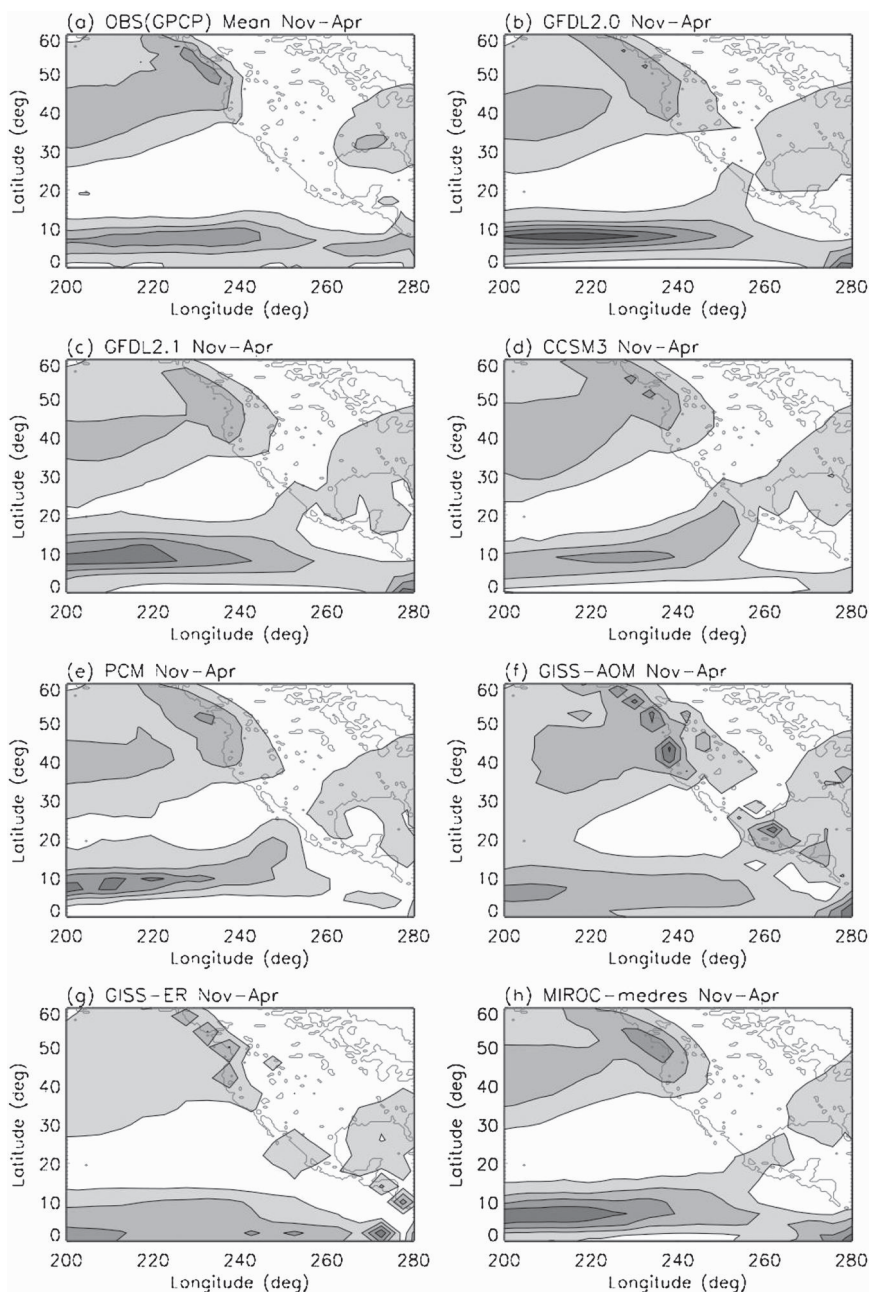 (a) OBS(GPCP) Mean Nov-Apr
60
50
40
30
20
10
0
Latitude (deg)
200 220 240 260 280
Longitude (deg)
(b) GFDL2.0 Nov-Apr
60
50
40
30
20
10
0
Latitude (deg)
200 220 240 260 280
Longitude (deg)
(c) GFDL2.1 Nov-Apr
60
50
40
30
20
10
0
Latitude (deg)
200 220 240 260 280
Longitude (deg)
(d) CCSM3 Nov-Apr
60
50
40
30
20
10
0
Latitude (deg)
200 220 240 260 280
Longitude (deg)
(e) PCM Nov-Apr
60
50
40
30
20
10
0
Latitude (deg)
200 220 240 260 280
Longitude (deg)
(f) GISS-AOM Nov-Apr
60
50
40
30
20
10
0
Latitude (deg)
200 220 240 260 280
Longitude (deg)
(g) GISS-ER Nov-Apr
60
50
40
30
20
10
0
Latitude (deg)
200 220 240 260 280
Longitude (deg)
(h) MIROC-medres Nov-Apr
60
50
40
30
20
10
0
Latitude (deg)
200 220 240 260 280
Longitude (deg)